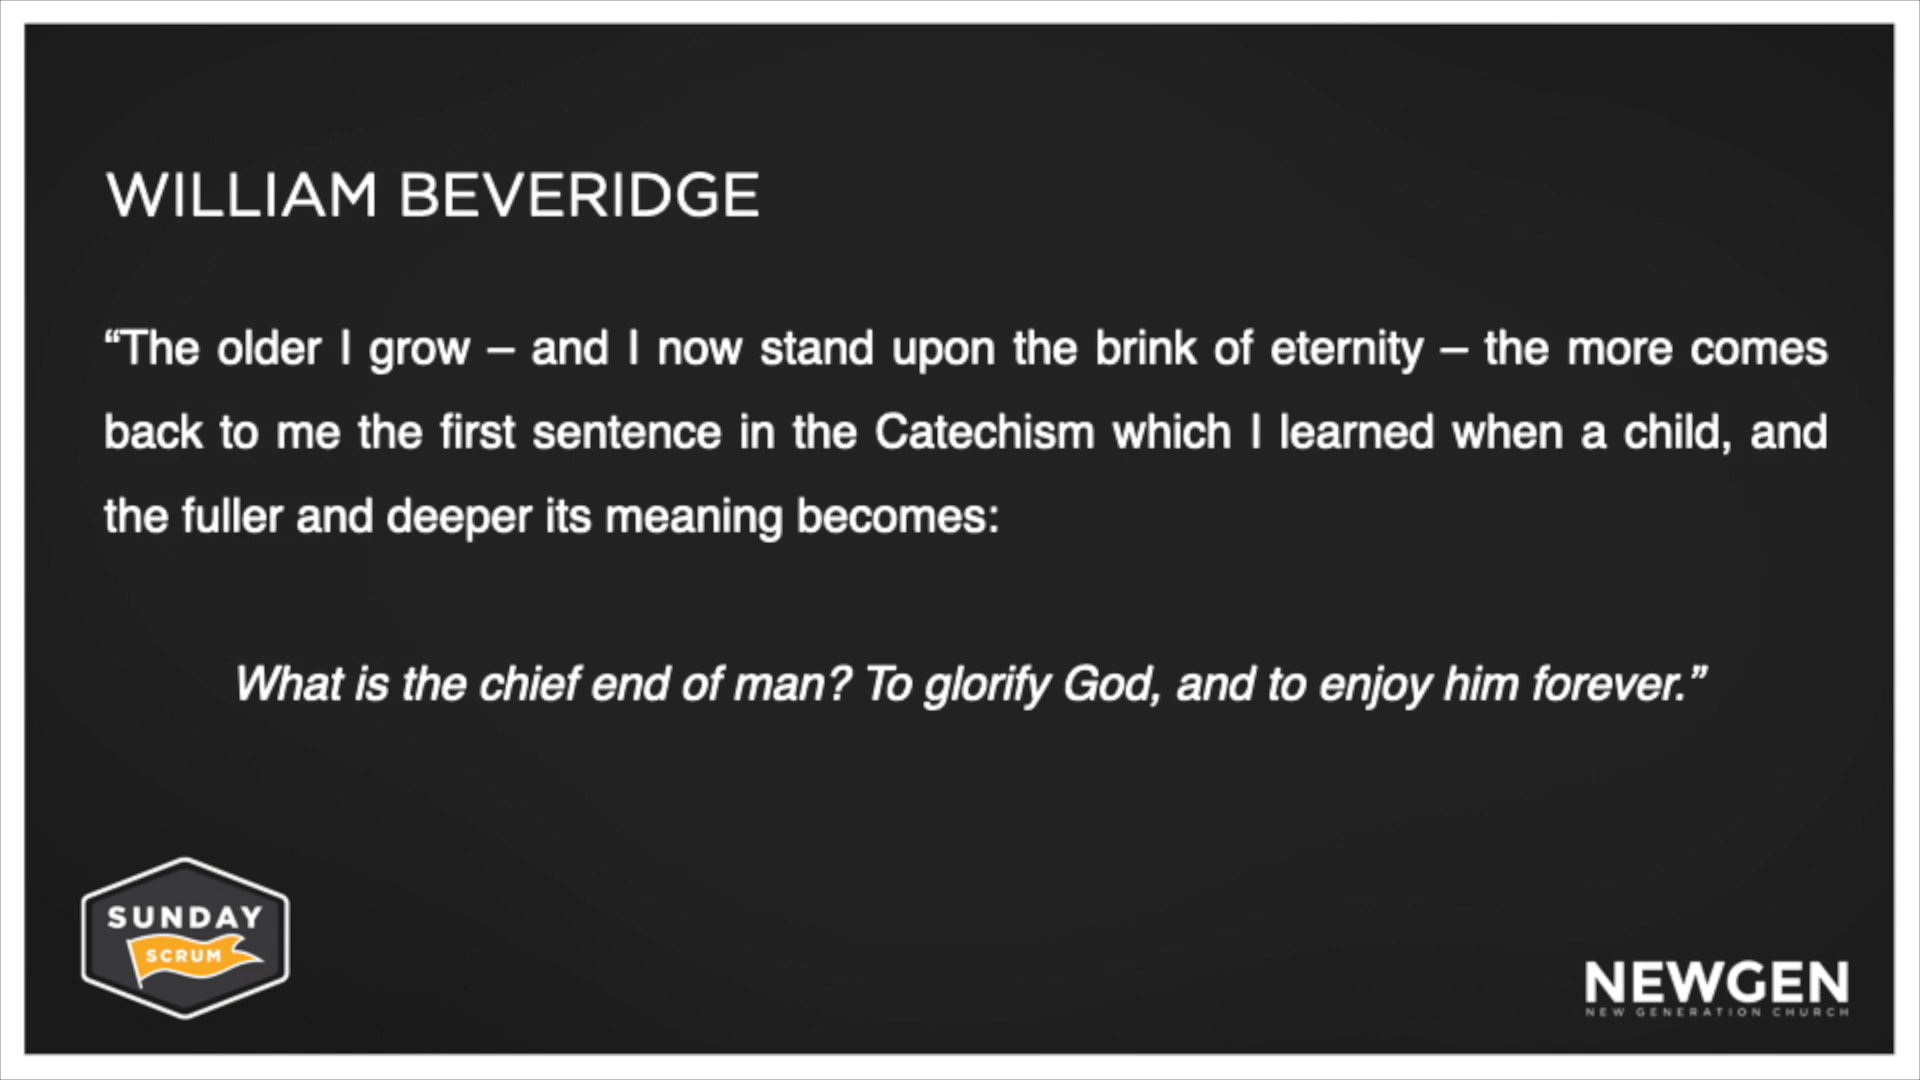 WILLIAM BEVERIDGE
“The older I grow – and I now stand upon the brink of eternity – the more comes
back to me the first sentence in the Catechism which I learned when a child, and
the fuller and deeper its meaning becomes:
What is the chief end of man? To glorify God, and to enjoy him forever.”
SUNDAY
SCRUM
NEWGEN
NEW GENERATION CHURCH